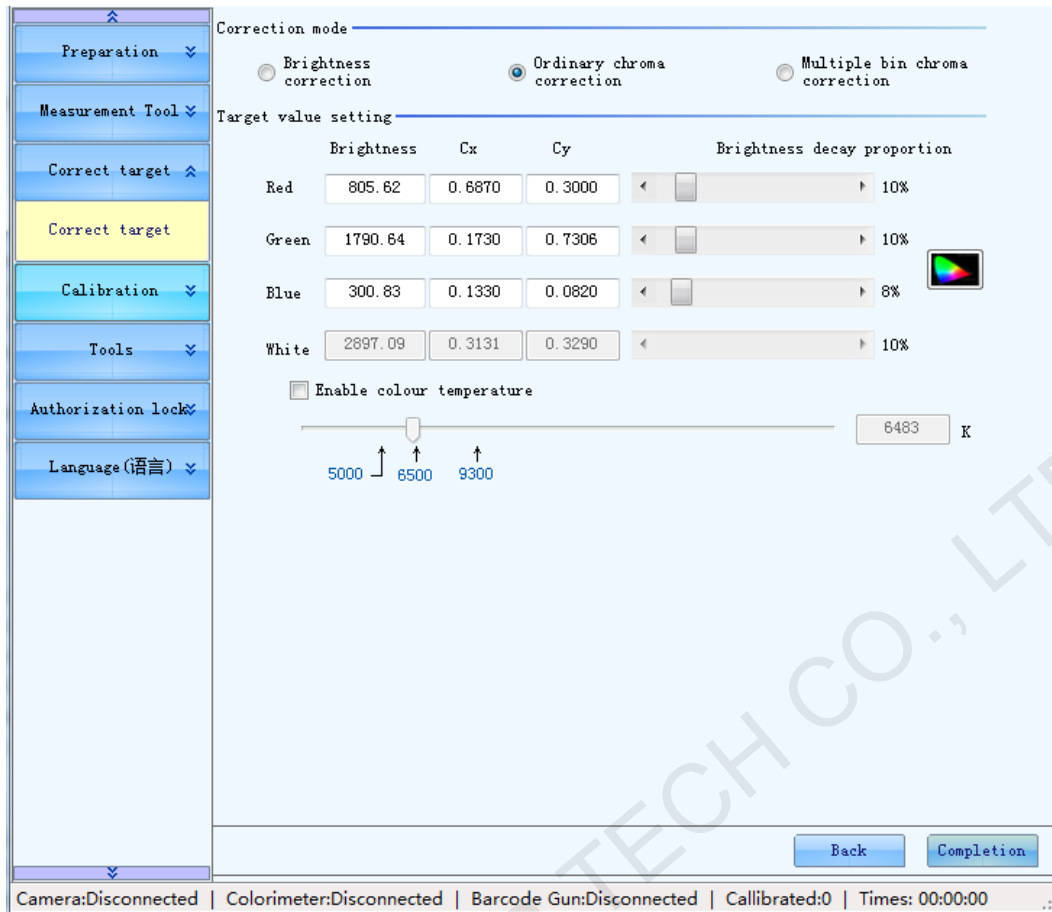 Preparation
Measurement Tool
Correct target
Correct target
Calibration
Tools
Authorization lock
Language(语言)
Correction mode
Brightness correction
Ordinary chroma correction
Multiple bin chroma correction
Target value setting
Brightness Cx Cy Brightness decay proportion
Red 805.62 0.6870 0.3000 10%
Green 1790.64 0.1730 0.7306 10%
Blue 300.83 0.1330 0.0820 8%
White 2897.09 0.3131 0.3290 10%
Enable colour temperature
6483 K
5000 6500 9300
Back Completion
Camera:Disconnected | Colorimeter:Disconnected | Barcode Gun:Disconnected | Callibrated:0 | Times: 00:00:00
TECH CO., LT